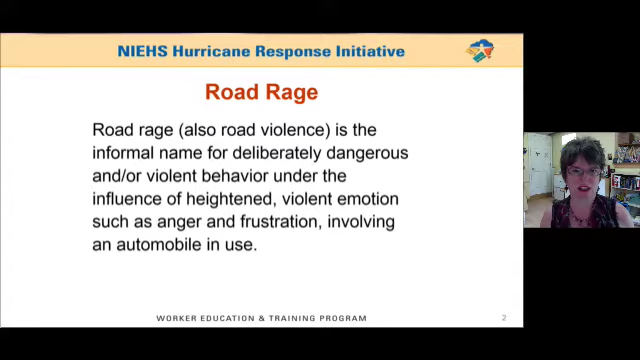 NIEHS Hurricane Response Initiative
Road Rage
Road rage (also road violence) is the
informal name for deliberately dangerous
and/or violent behavior under the
influence of heightened, violent emotion
such as anger and frustration, involving
an automobile in use.
WORKER EDUCATION & TRAINING PROGRAM
2